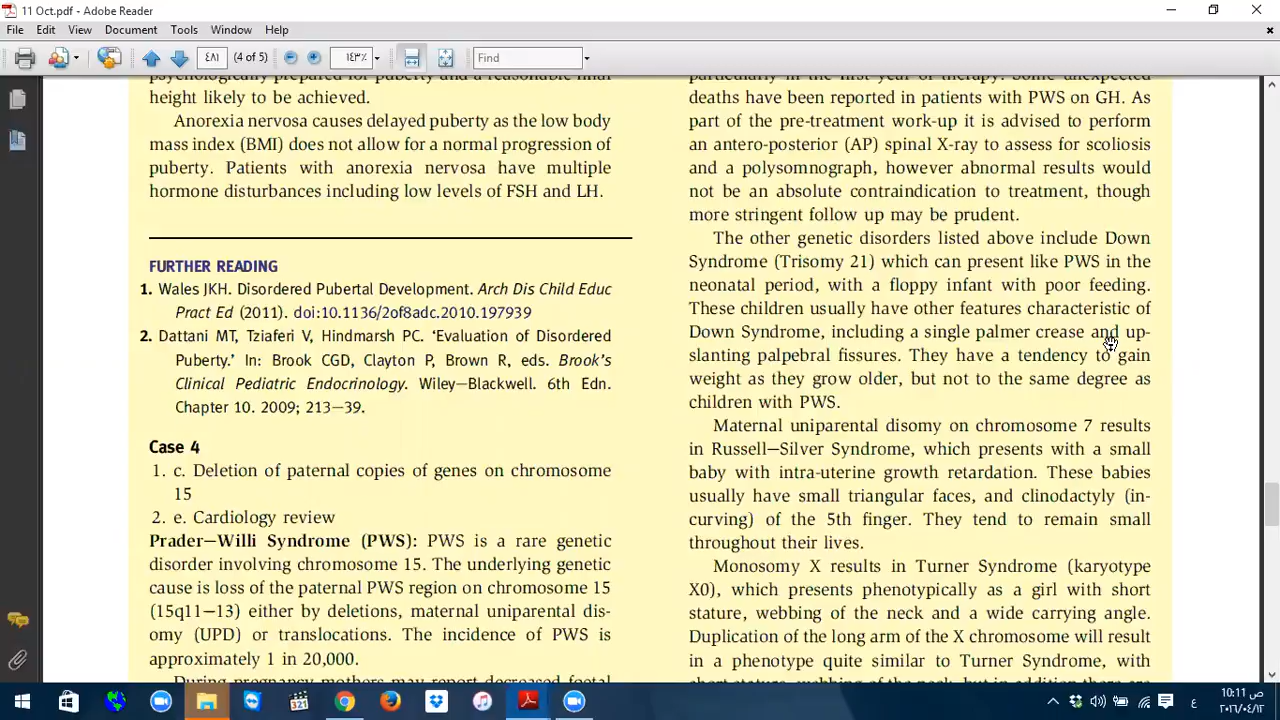 11 Oct.pdf - Adobe Reader
File Edit View Document Tools Window Help
٤٨١ (4 of 5) ١٤٣٪ Find
height likely to be achieved.
Anorexia nervosa causes delayed puberty as the low body
mass index (BMI) does not allow for a normal progression of
puberty. Patients with anorexia nervosa have multiple
hormone disturbances including low levels of FSH and LH.
FURTHER READING
1. Wales JKH. Disordered Pubertal Development. Arch Dis Child Educ
Pract Ed (2011). doi:10.1136/2of8adc.2010.197939
2. Dattani MT, Tziaferi V, Hindmarsh PC. ‘Evaluation of Disordered
Puberty.’ In: Brook CGD, Clayton P, Brown R, eds. Brook's
Clinical Pediatric Endocrinology. Wiley—Blackwell. 6th Edn.
Chapter 10. 2009; 213—39.
Case 4
1. c. Deletion of paternal copies of genes on chromosome
15
2. e. Cardiology review
Prader—Willi Syndrome (PWS): PWS is a rare genetic
disorder involving chromosome 15. The underlying genetic
cause is loss of the paternal PWS region on chromosome 15
(15q11—13) either by deletions, maternal uniparental dis-
omy (UPD) or translocations. The incidence of PWS is
approximately 1 in 20,000.
deaths have been reported in patients with PWS on GH. As
part of the pre-treatment work-up it is advised to perform
an antero-posterior (AP) spinal X-ray to assess for scoliosis
and a polysomnograph, however abnormal results would
not be an absolute contraindication to treatment, though
more stringent follow up may be prudent.
The other genetic disorders listed above include Down
Syndrome (Trisomy 21) which can present like PWS in the
neonatal period, with a floppy infant with poor feeding.
These children usually have other features characteristic of
Down Syndrome, including a single palmer crease and up-
slanting palpebral fissures. They have a tendency to gain
weight as they grow older, but not to the same degree as
children with PWS.
Maternal uniparental disomy on chromosome 7 results
in Russell—Silver Syndrome, which presents with a small
baby with intra-uterine growth retardation. These babies
usually have small triangular faces, and clinodactyly (in-
curving) of the 5th finger. They tend to remain small
throughout their lives.
Monosomy X results in Turner Syndrome (karyotype
X0), which presents phenotypically as a girl with short
stature, webbing of the neck and a wide carrying angle.
Duplication of the long arm of the X chromosome will result
in a phenotype quite similar to Turner Syndrome, with
ع
10:11 ص